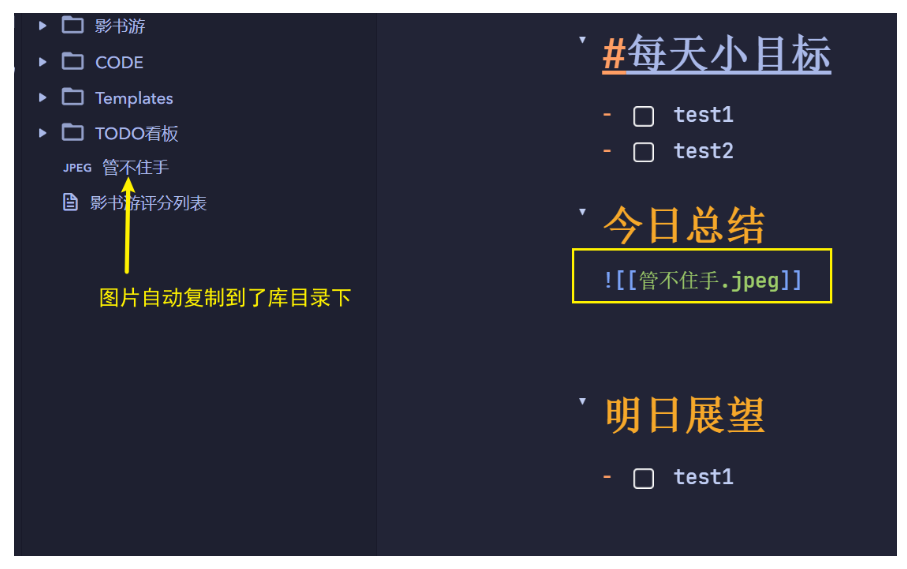 影书游
CODE
Templates
TODO看板
JPEG 管不住手
影书游评分列表
图片自动复制到了库目录下
#每天小目标
- test1
- test2
今日总结
![[管不住手.jpeg]]
明日展望
- test1